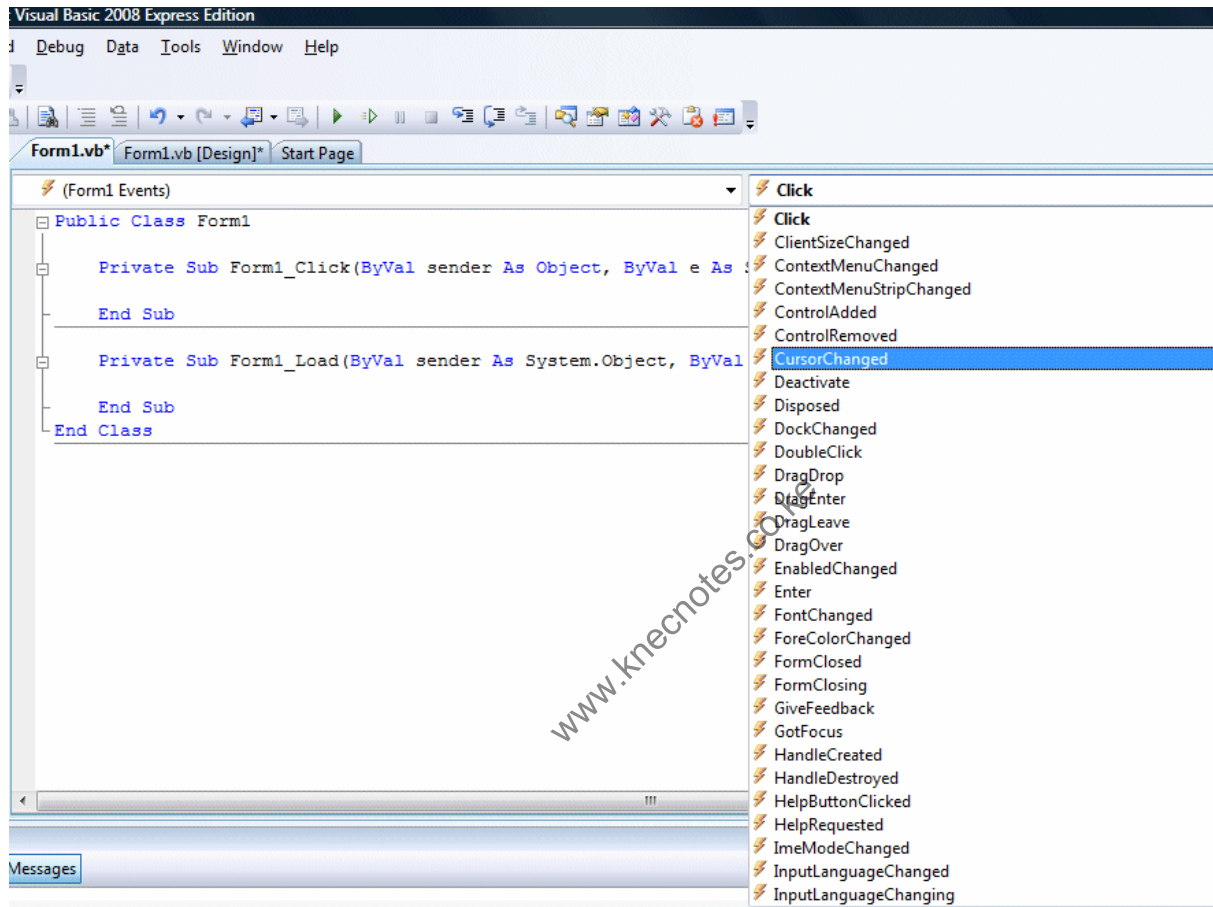 Visual Basic 2008 Express Edition
Debug Data Tools Window Help
Form1.vb* Form1.vb [Design]* Start Page
(Form1 Events) Click
Public Class Form1
Private Sub Form1_Click(ByVal sender As Object, ByVal e As
End Sub
Private Sub Form1_Load(ByVal sender As System.Object, ByVal
End Sub
End Class
Click
ClientSizeChanged
ContextMenuChanged
ContextMenuStripChanged
ControlAdded
ControlRemoved
CursorChanged
Deactivate
Disposed
DockChanged
DoubleClick
DragDrop
DragEnter
DragLeave
DragOver
EnabledChanged
Enter
FontChanged
ForeColorChanged
FormClosed
FormClosing
GiveFeedback
GotFocus
HandleCreated
HandleDestroyed
HelpButtonClicked
HelpRequested
ImeModeChanged
InputLanguageChanged
InputLanguageChanging
www.knecnotes.co.ke
Messages